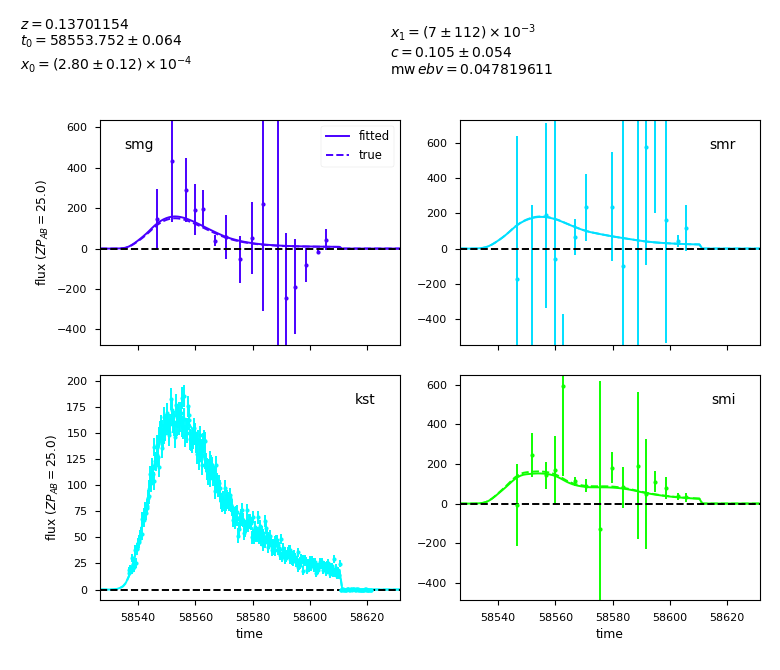 z = 0.13701154
t₀ = 58553.752 ± 0.064
x₀ = (2.80 ± 0.12) × 10⁻⁴
x₁ = (7 ± 112) × 10⁻³
c = 0.105 ± 0.054
mw ebv = 0.047819611
600
400
200
0
−200
−400
flux (ZP_AB = 25.0)
smg
fitted
true
600
400
200
0
−200
−400
smr
200
175
150
125
100
75
50
25
0
flux (ZP_AB = 25.0)
kst
58540 58560 58580 58600 58620
time
600
400
200
0
−200
−400
smi
58540 58560 58580 58600 58620
time